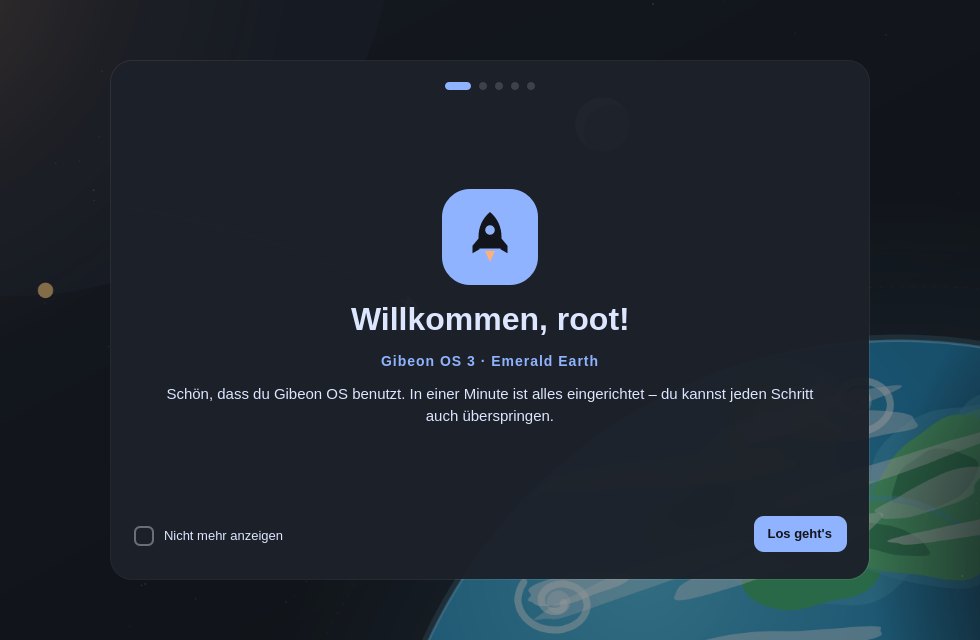 Willkommen, root!
Gibeon OS 3 · Emerald Earth
Schön, dass du Gibeon OS benutzt. In einer Minute ist alles eingerichtet – du kannst jeden Schritt
auch überspringen.
Nicht mehr anzeigen
Los geht's